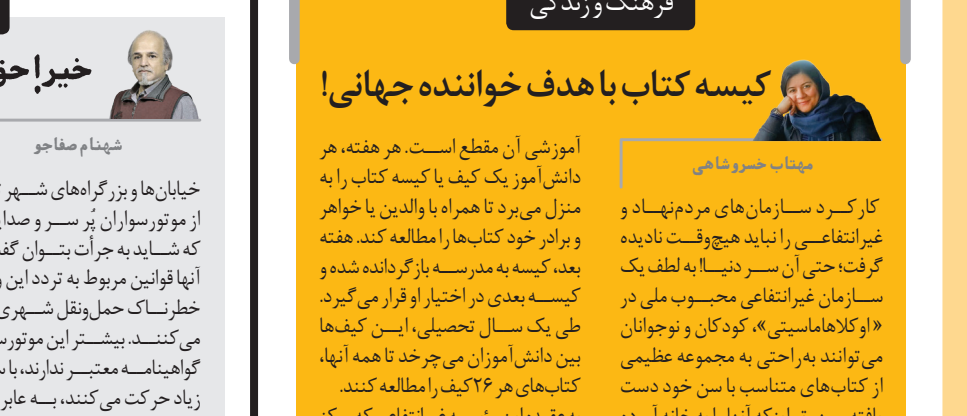 فرهنگ و زندگی
کیسه کتاب با هدف خواننده جهانی!
مهتاب خسروشاهی
کارکرد سازمان‌های مردم‌نهاد و
غیرانتفاعی را نباید هیچ‌وقت نادیده
گرفت؛ حتی آن سر دنیا! به لطف یک
سازمان غیرانتفاعی محبوب ملی در
«اوکلاهاماسیتی»، کودکان و نوجوانان
می‌توانند به‌راحتی به مجموعه عظیمی
از کتاب‌های متناسب با سن خود دست
آموزشی آن مقطع است. هر هفته، هر
دانش‌آموز یک کیف یا کیسه کتاب را به
منزل می‌برد تا همراه با والدین یا خواهر
و برادر خود کتاب‌ها را مطالعه کند. هفته
بعد، کیسه به مدرسه بازگردانده شده و
کیسه بعدی در اختیار او قرار می‌گیرد.
طی یک سال تحصیلی، این کیف‌ها
بین دانش‌آموزان می‌چرخد تا همه آنها،
کتاب‌های هر ۲۶کیف را مطالعه کنند.
خیراِحق
شهنام صفاجو
خیابان‌ها و بزرگراه‌های شهر
از موتورسواران پُر سر و صدا
که شاید به جرأت بتوان
آنها قوانین مربوط به تردد این
خطرناک حمل‌ونقل شهری
می‌کنند. بیشتر این
گواهینامه معتبر ندارند، با
زیاد حرکت می‌کنند، به عابر